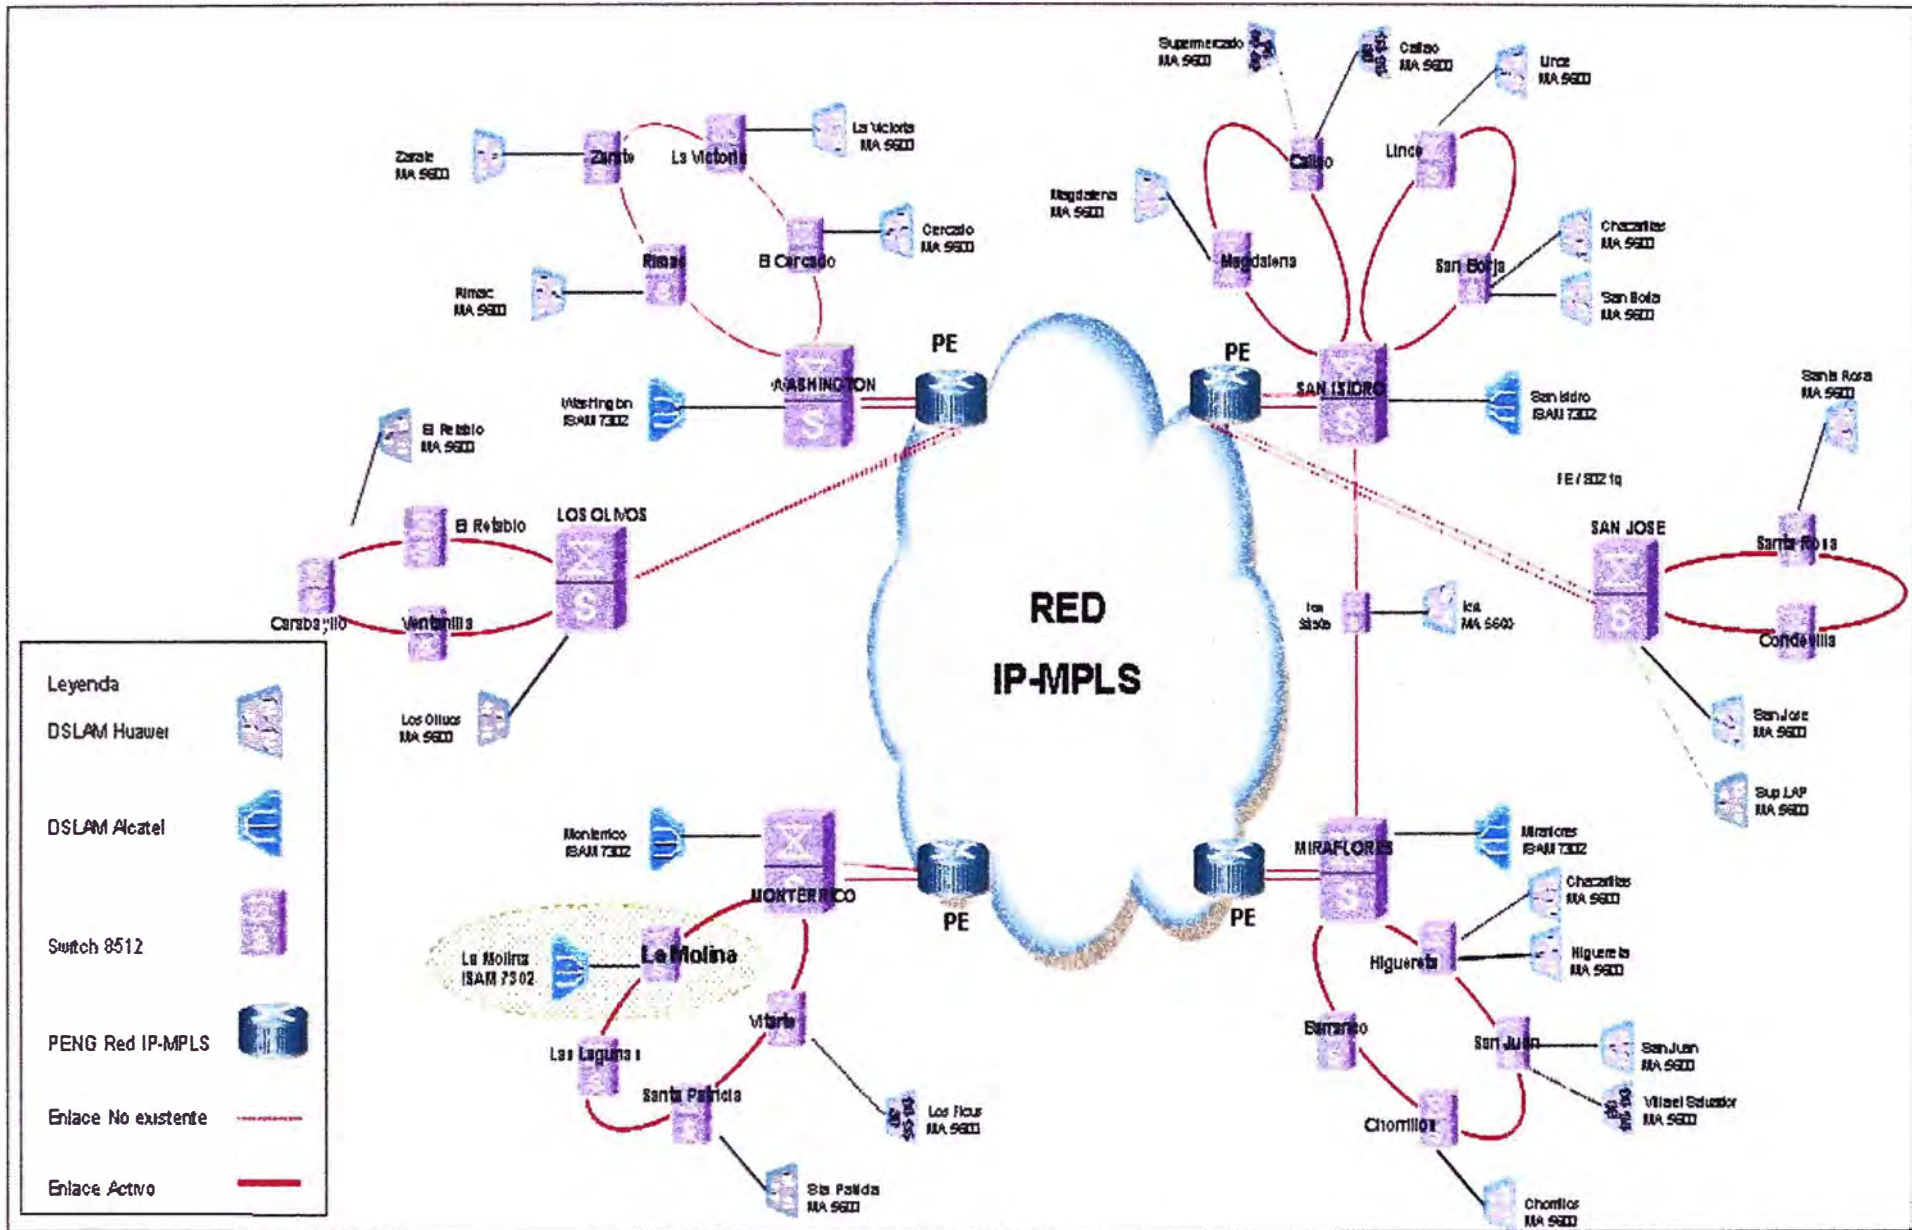 Supermercado
MA 5600
Callao
MA 5600
Lince
MA 5600
Zarate
MA 5600
Zarate
La Victoria
La Victoria
MA 5600
Callao
Lince
Magdalena
MA 5600
Magdalena
Chacarillas
MA 5600
San Borja
San Borja
MA 5600
Rimac
MA 5600
Rimac
El Cercado
Cercado
MA 5600
WASHINGTON
PE
PE
SAN ISIDRO
Washington
ISAM 7302
San Isidro
ISAM 7302
Santa Rosa
MA 5600
El Retablo
MA 5600
LOS OLIVOS
El Retablo
Carabayllo
Ventanilla
Los Olivos
MA 5600
FE / 802 1q
SAN JOSE
Santa Rosa
Condevilla
San Jose
MA 5600
Sup LAP
MA 5600
RED
IP-MPLS
Ica
Ica
MA 5600
Leyenda
DSLAM Huawei
DSLAM Alcatel
Switch 8512
PENG Red IP-MPLS
Enlace No existente
Enlace Activo
Monterrico
ISAM 7302
MONTERRICO
PE
PE
MIRAFLORES
Miraflores
ISAM 7302
La Molina
ISAM 7302
La Molina
Las Lagunas
Vitarte
Santa Patricia
Los Ficus
MA 5600
Sta Patricia
MA 5600
Chacarillas
MA 5600
Higuereta
Higuereta
MA 5600
Barranco
San Juan
San Juan
MA 5600
Villa el Salvador
MA 5600
Chorrillos
Chorrillos
MA 5600